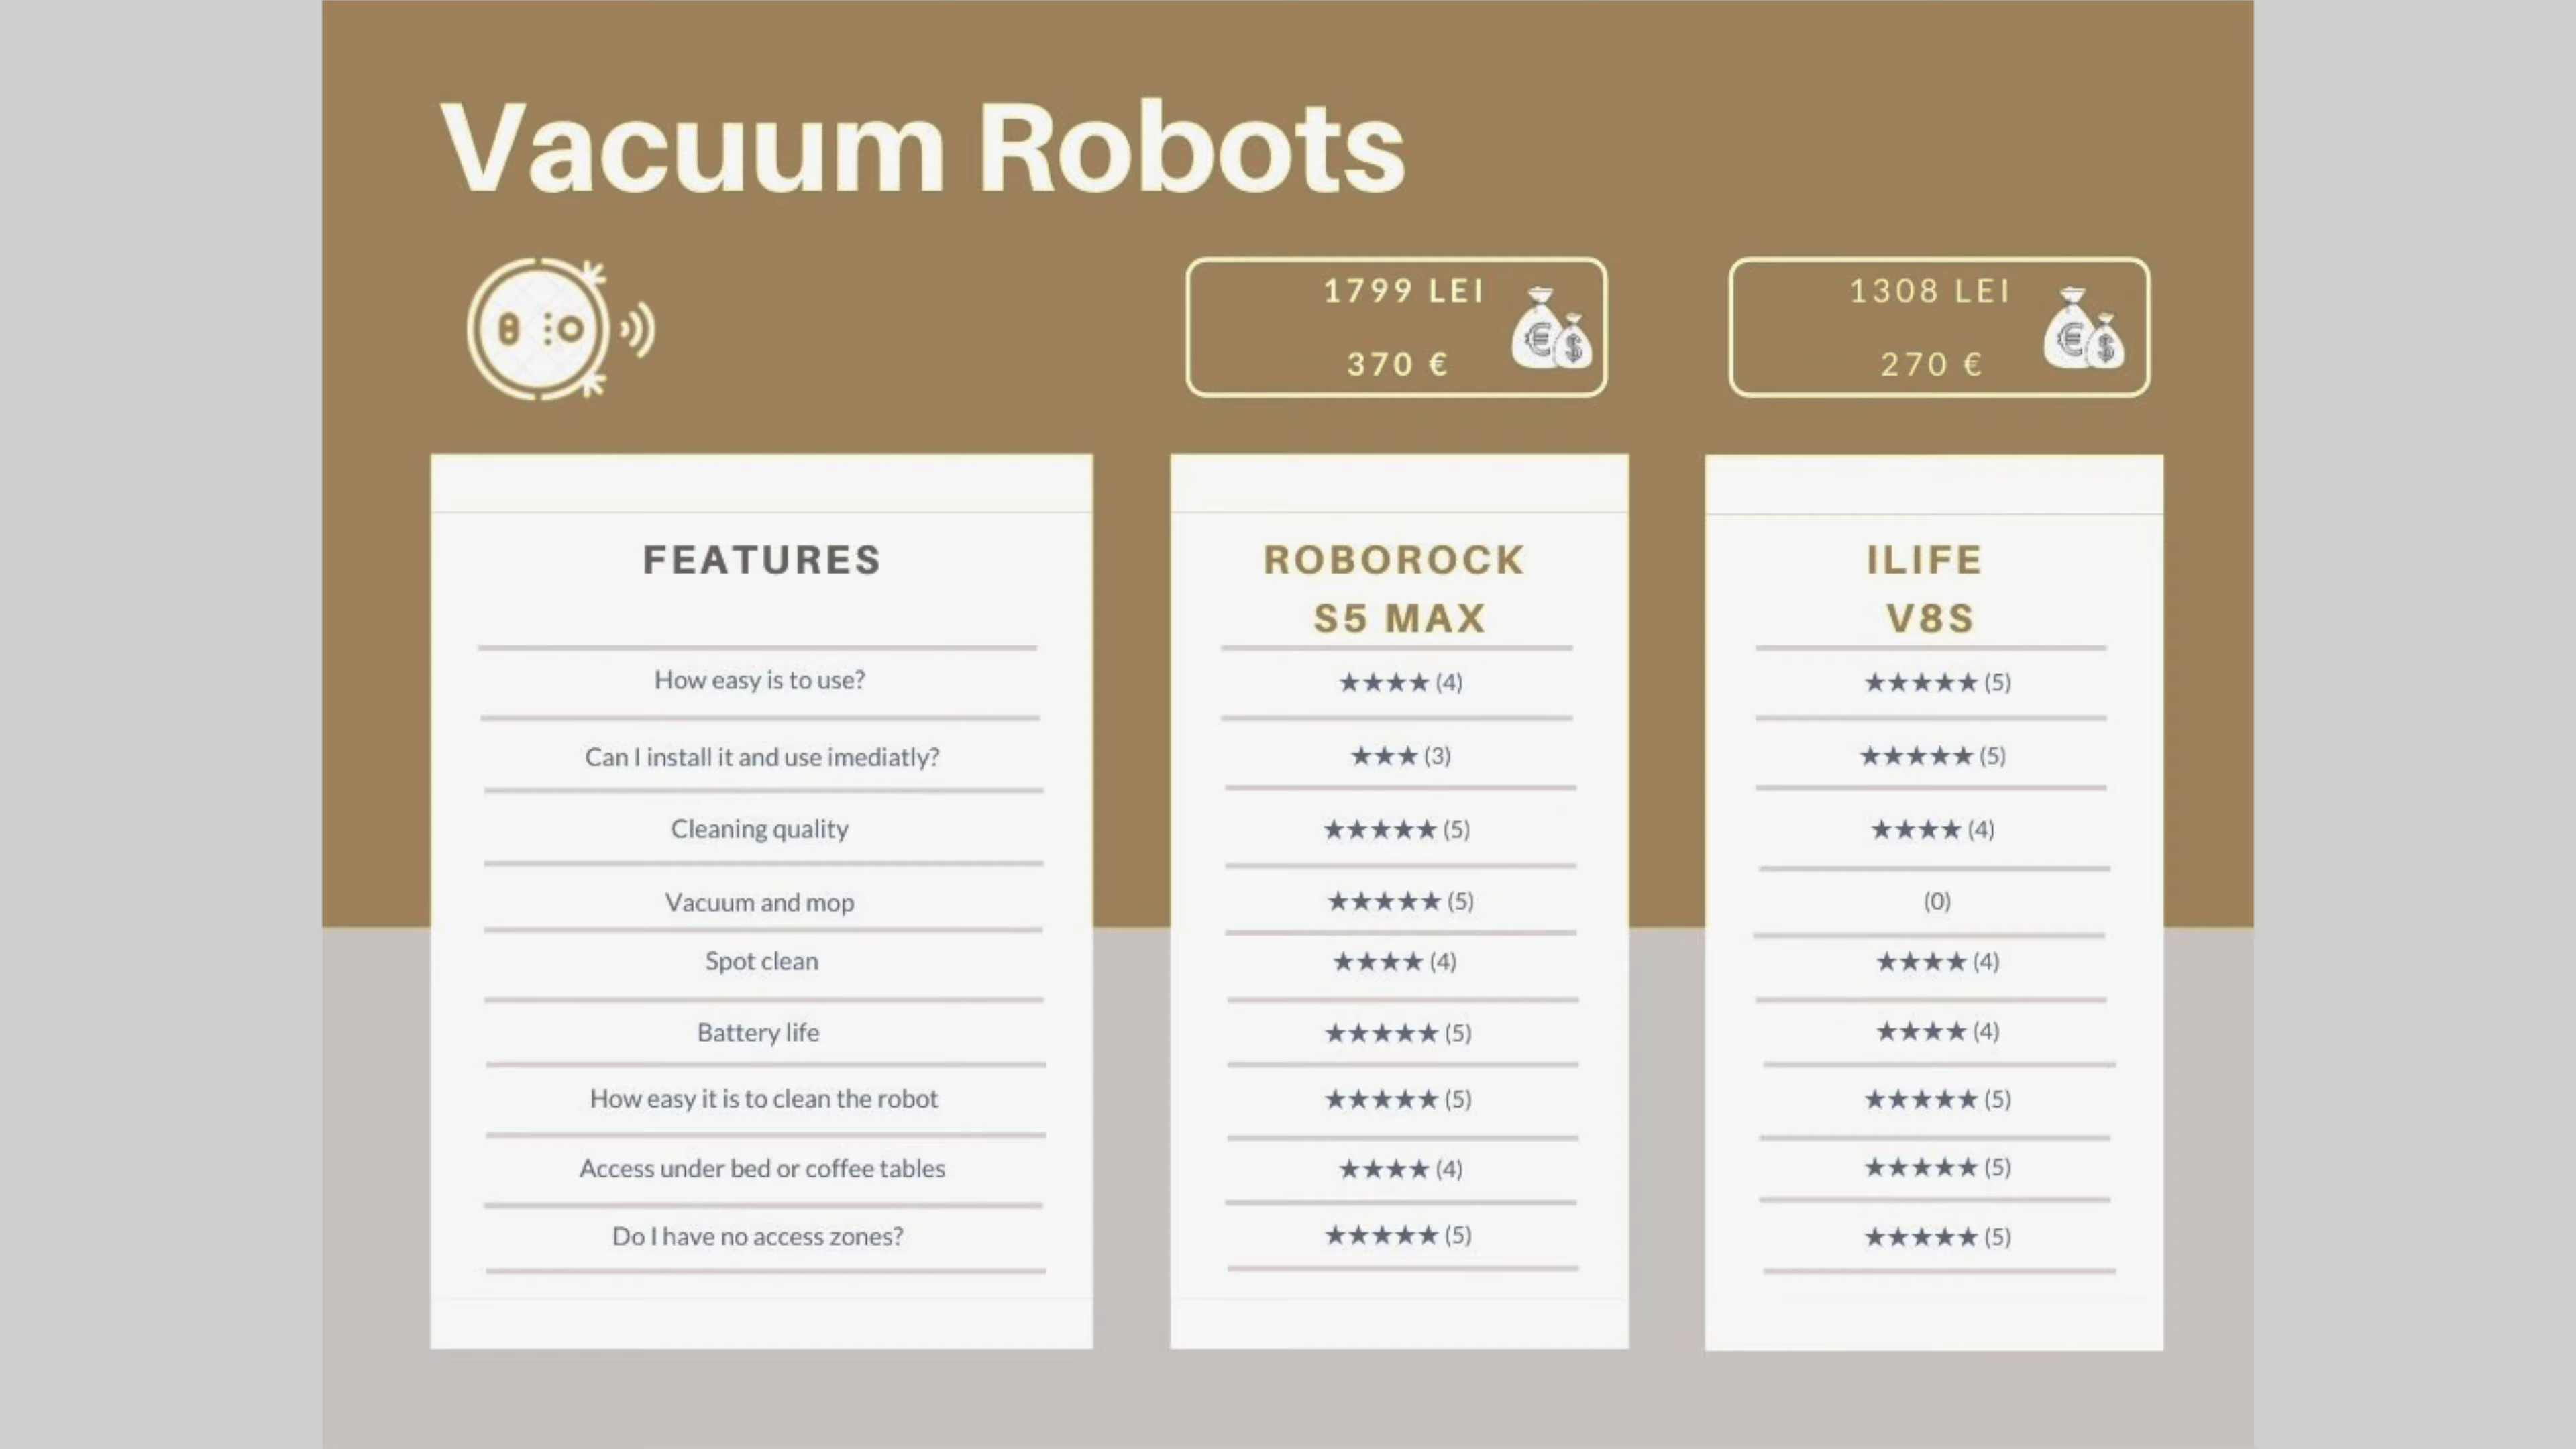 Vacuum Robots
1799 LEI
370 €
1308 LEI
270 €
FEATURES
How easy is to use?
Can I install it and use imediatly?
Cleaning quality
Vacuum and mop
Spot clean
Battery life
How easy it is to clean the robot
Access under bed or coffee tables
Do I have no access zones?
ROBOROCK
S5 MAX
★★★★ (4)
★★★ (3)
★★★★★ (5)
★★★★★ (5)
★★★★ (4)
★★★★★ (5)
★★★★★ (5)
★★★★ (4)
★★★★★ (5)
ILIFE
V8S
★★★★★ (5)
★★★★★ (5)
★★★★ (4)
(0)
★★★★ (4)
★★★★ (4)
★★★★★ (5)
★★★★★ (5)
★★★★★ (5)